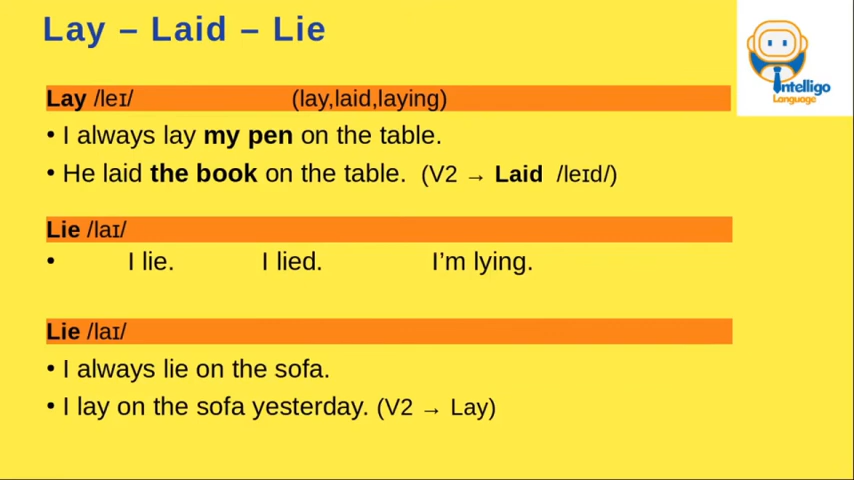 Lay – Laid – Lie
Intelligo
Language
Lay /leɪ/ (lay,laid,laying)
• I always lay my pen on the table.
• He laid the book on the table. (V2 → Laid /leɪd/)
Lie /laɪ/
• I lie. I lied. I’m lying.
Lie /laɪ/
• I always lie on the sofa.
• I lay on the sofa yesterday. (V2 → Lay)